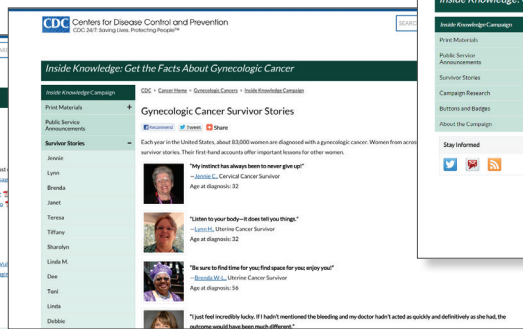 CDC
Centers for Disease Control and Prevention
CDC 24/7: Saving Lives. Protecting People™
SEARC
Inside Knowledge: Get the Facts About Gynecologic Cancer
Inside Knowledge Campaign
Print Materials +
Public Service
Announcements
Survivor Stories –
Jennie
Lynn
Brenda
Janet
Teresa
Tiffany
Sharolyn
Linda M.
Dee
Toni
Linda
Debbie
CDC > Cancer Home > Gynecologic Cancers > Inside Knowledge Campaign
Gynecologic Cancer Survivor Stories
Recommend Tweet Share
Each year in the United States, about 83,000 women are diagnosed with a gynecologic cancer. Women from acros
survivor stories. Their first-hand accounts offer important lessons for other women.
"My instinct has always been to never give up!"
—Jennie C., Cervical Cancer Survivor
Age at diagnosis: 32
"Listen to your body—it does tell you things."
—Lynn H., Uterine Cancer Survivor
Age at diagnosis: 32
"Be sure to find time for you; find space for you; enjoy you!"
—Brenda W-L., Uterine Cancer Survivor
Age at diagnosis: 56
"I just feel incredibly lucky. If I hadn't mentioned the bleeding and my doctor hadn't acted as quickly and definitively as she had, the
outcome would have been much different."
Inside Knowledge:
Inside Knowledge Campaign
Print Materials
Public Service
Announcements
Survivor Stories
Campaign Research
Buttons and Badges
About the Campaign
Stay Informed